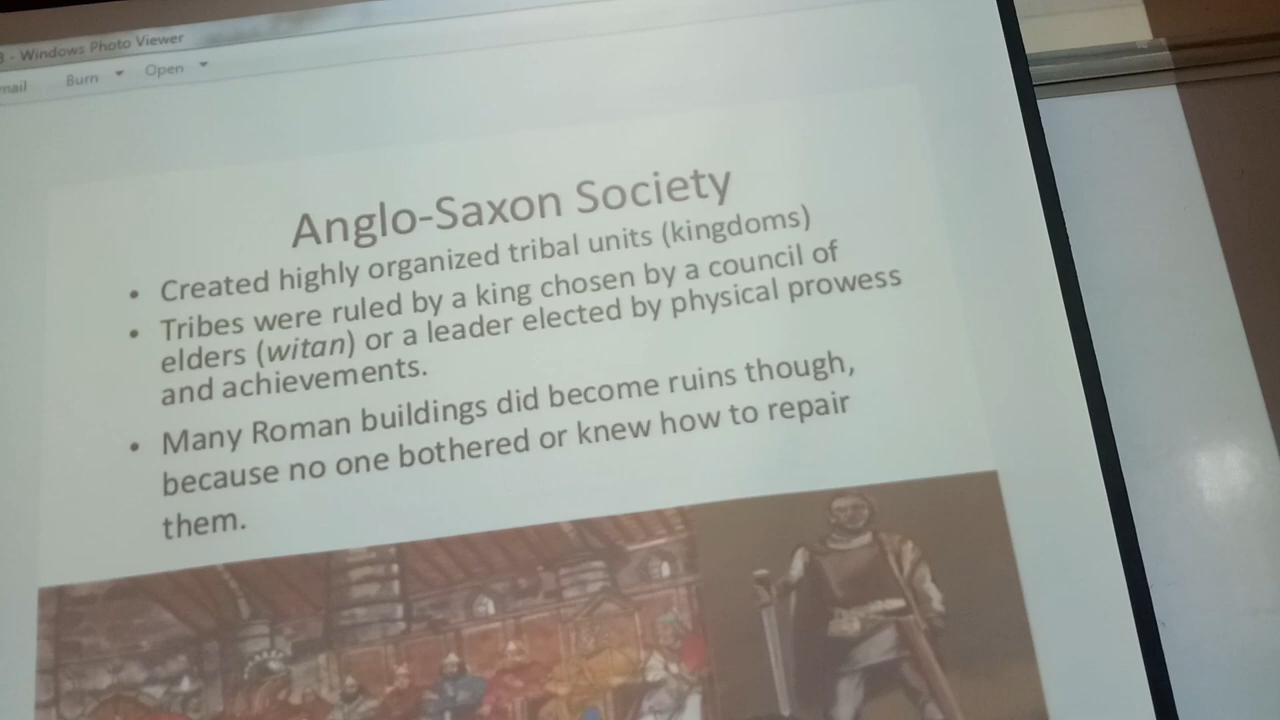 - Windows Photo Viewer
Burn Open
Anglo-Saxon Society
• Created highly organized tribal units (kingdoms)
• Tribes were ruled by a king chosen by a council of
elders (witan) or a leader elected by physical prowess
and achievements.
• Many Roman buildings did become ruins though,
because no one bothered or knew how to repair
them.